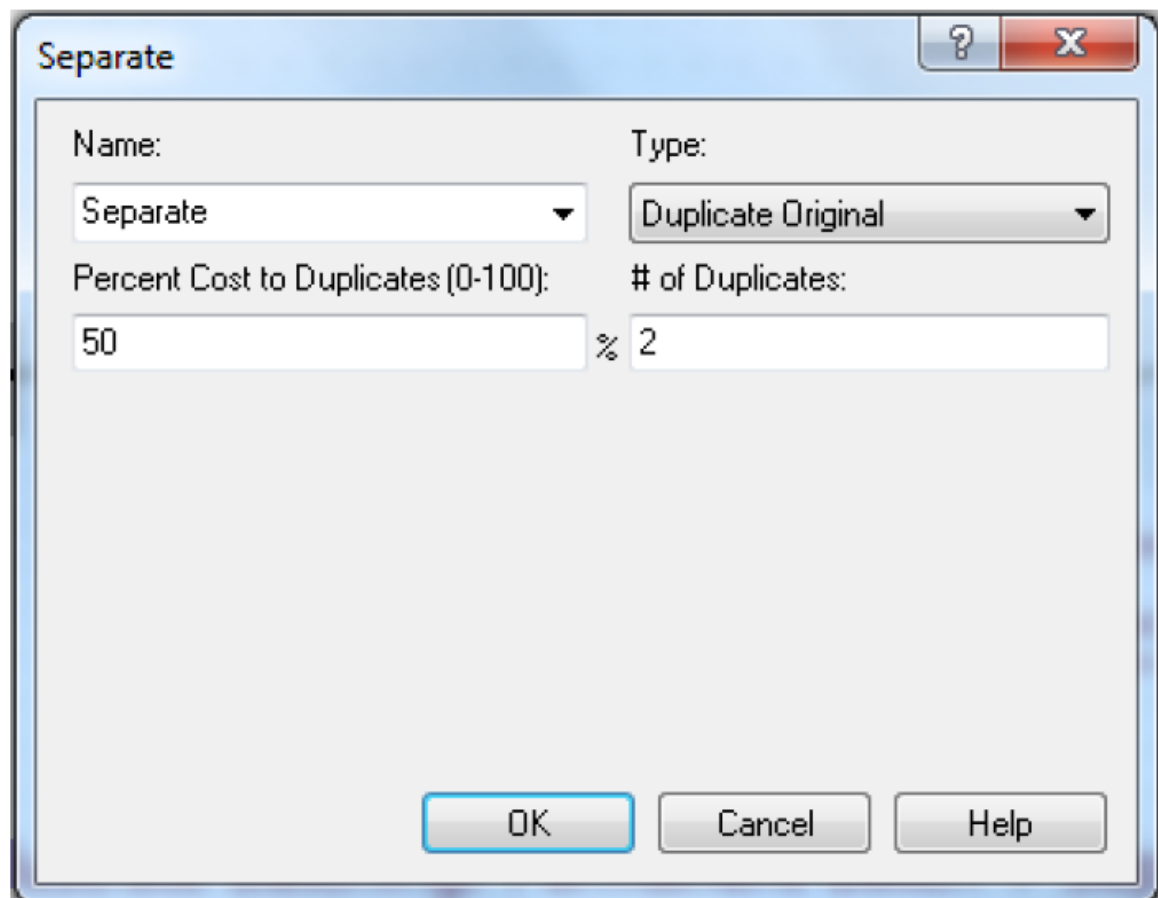 Separate
Name: Type:
Separate Duplicate Original
Percent Cost to Duplicates (0-100): # of Duplicates:
50 % 2
OK Cancel Help